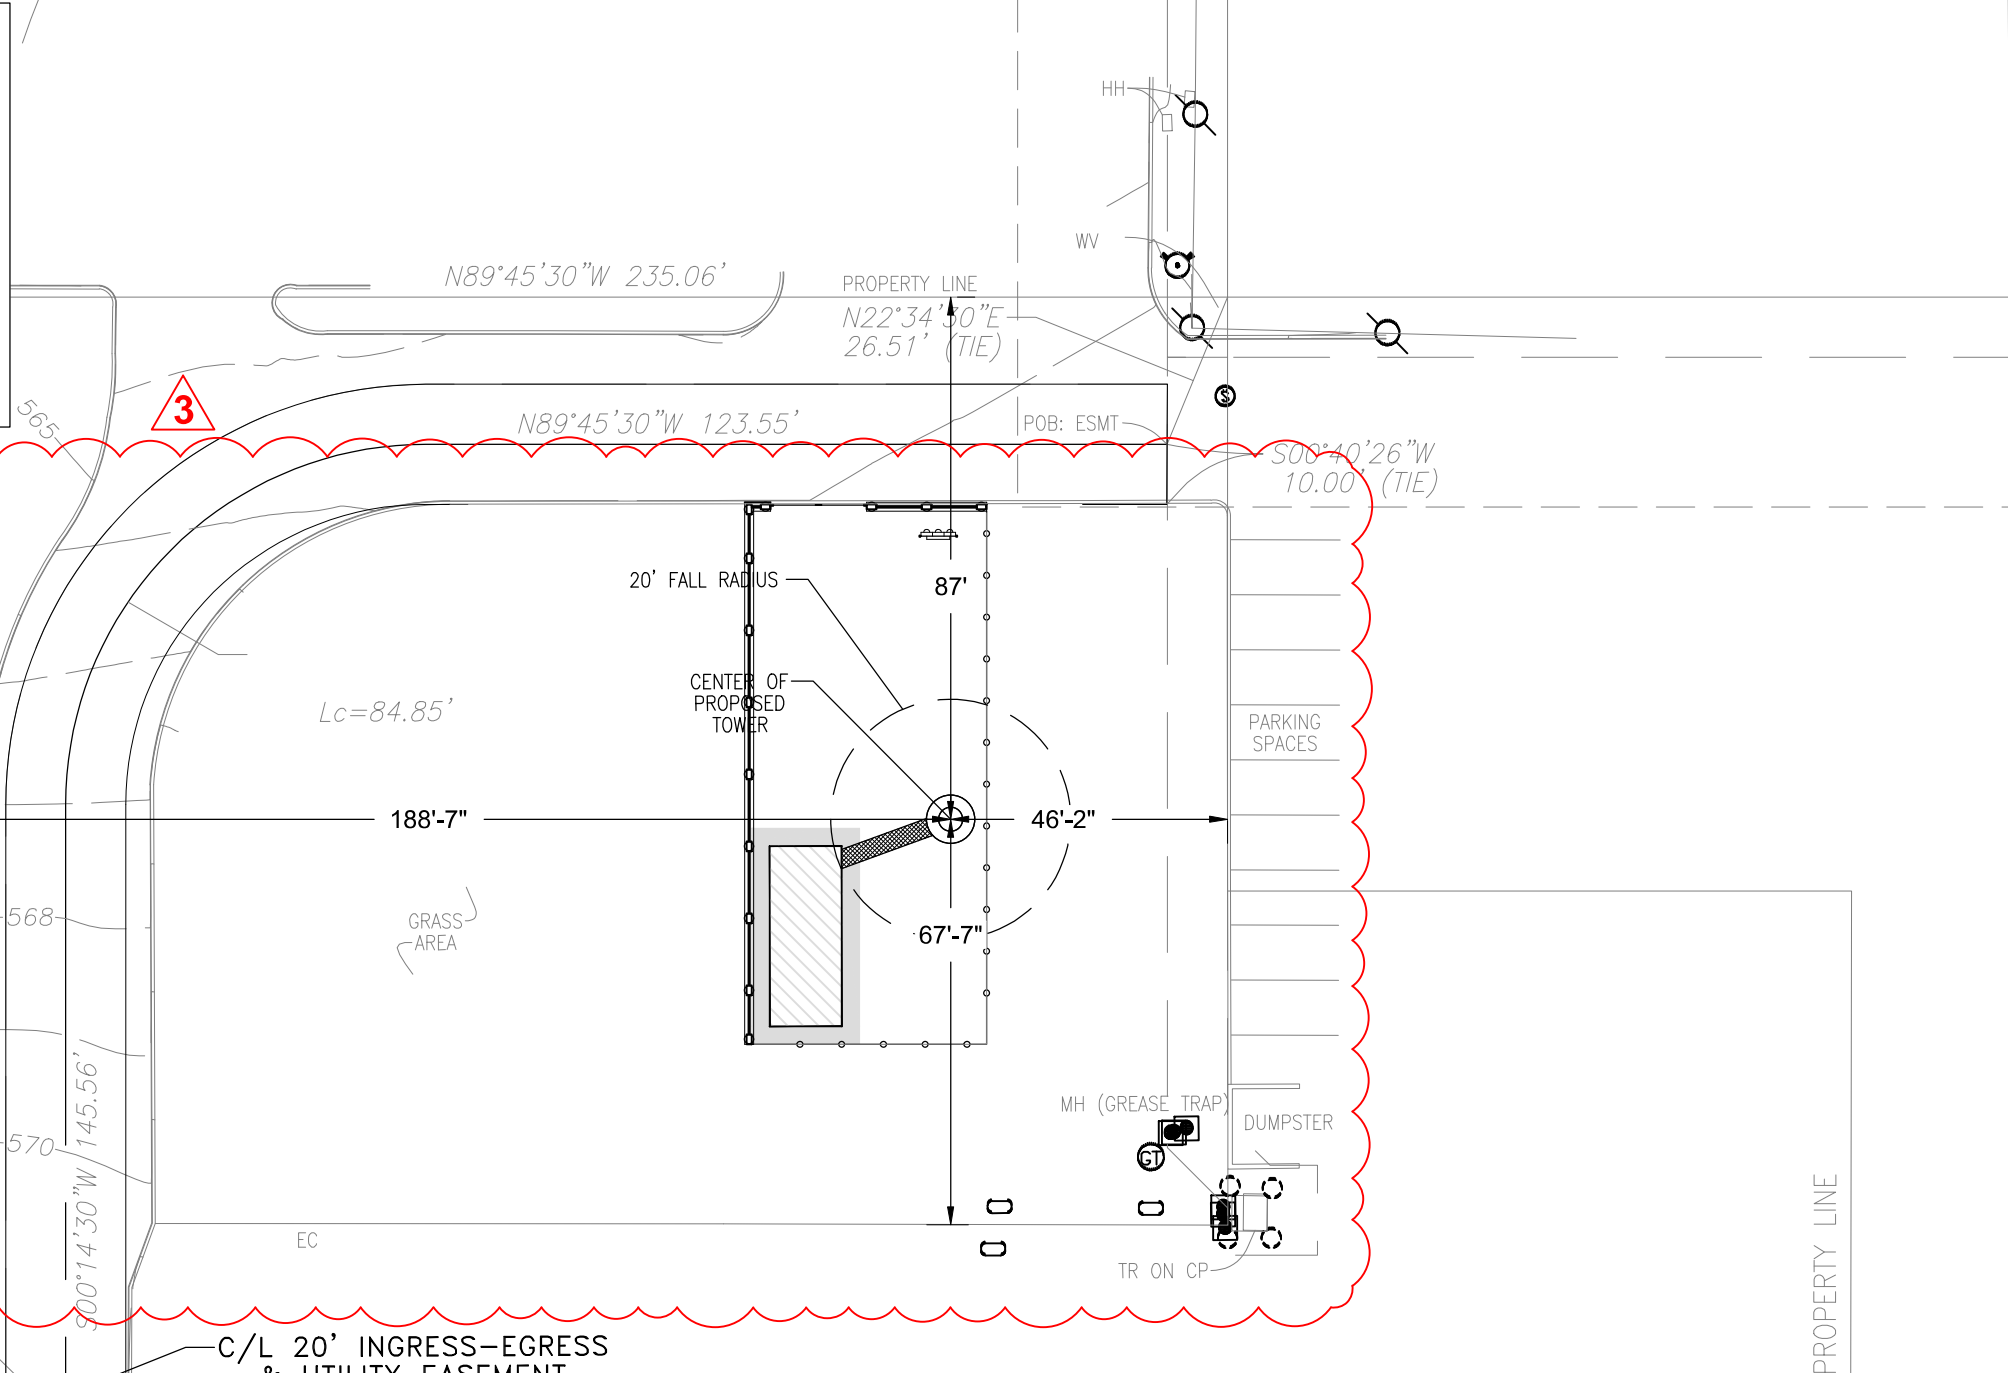 HH
WV
N89°45'30"W 235.06'
PROPERTY LINE
N22°34'30"E
26.51' (TIE)
3
565
N89°45'30"W 123.55'
POB: ESMT
S00°40'26"W
10.00' (TIE)
S
20' FALL RADIUS
87'
CENTER OF
PROPOSED
TOWER
Lc=84.85'
PARKING
SPACES
188'-7"
46'-2"
568
GRASS
AREA
67'-7"
570
S00°14'30"W 145.56'
MH (GREASE TRAP)
DUMPSTER
GT
EC
TR ON CP
PROPERTY LINE
C/L 20' INGRESS-EGRESS
& UTILITY EASEMENT